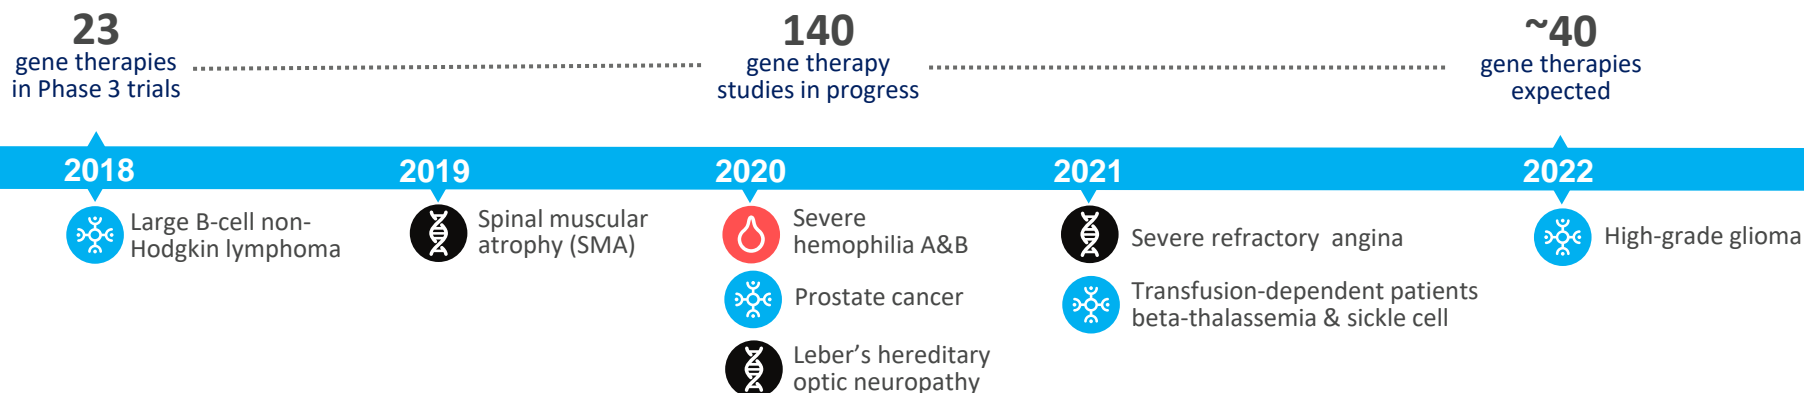 23
gene therapies
in Phase 3 trials
140
gene therapy
studies in progress
~40
gene therapies
expected
2018
2019
2020
2021
2022
Large B-cell non-
Hodgkin lymphoma
Spinal muscular
atrophy (SMA)
Severe
hemophilia A&B
Prostate cancer
Leber’s hereditary
optic neuropathy
Severe refractory angina
Transfusion-dependent patients
beta-thalassemia & sickle cell
High-grade glioma